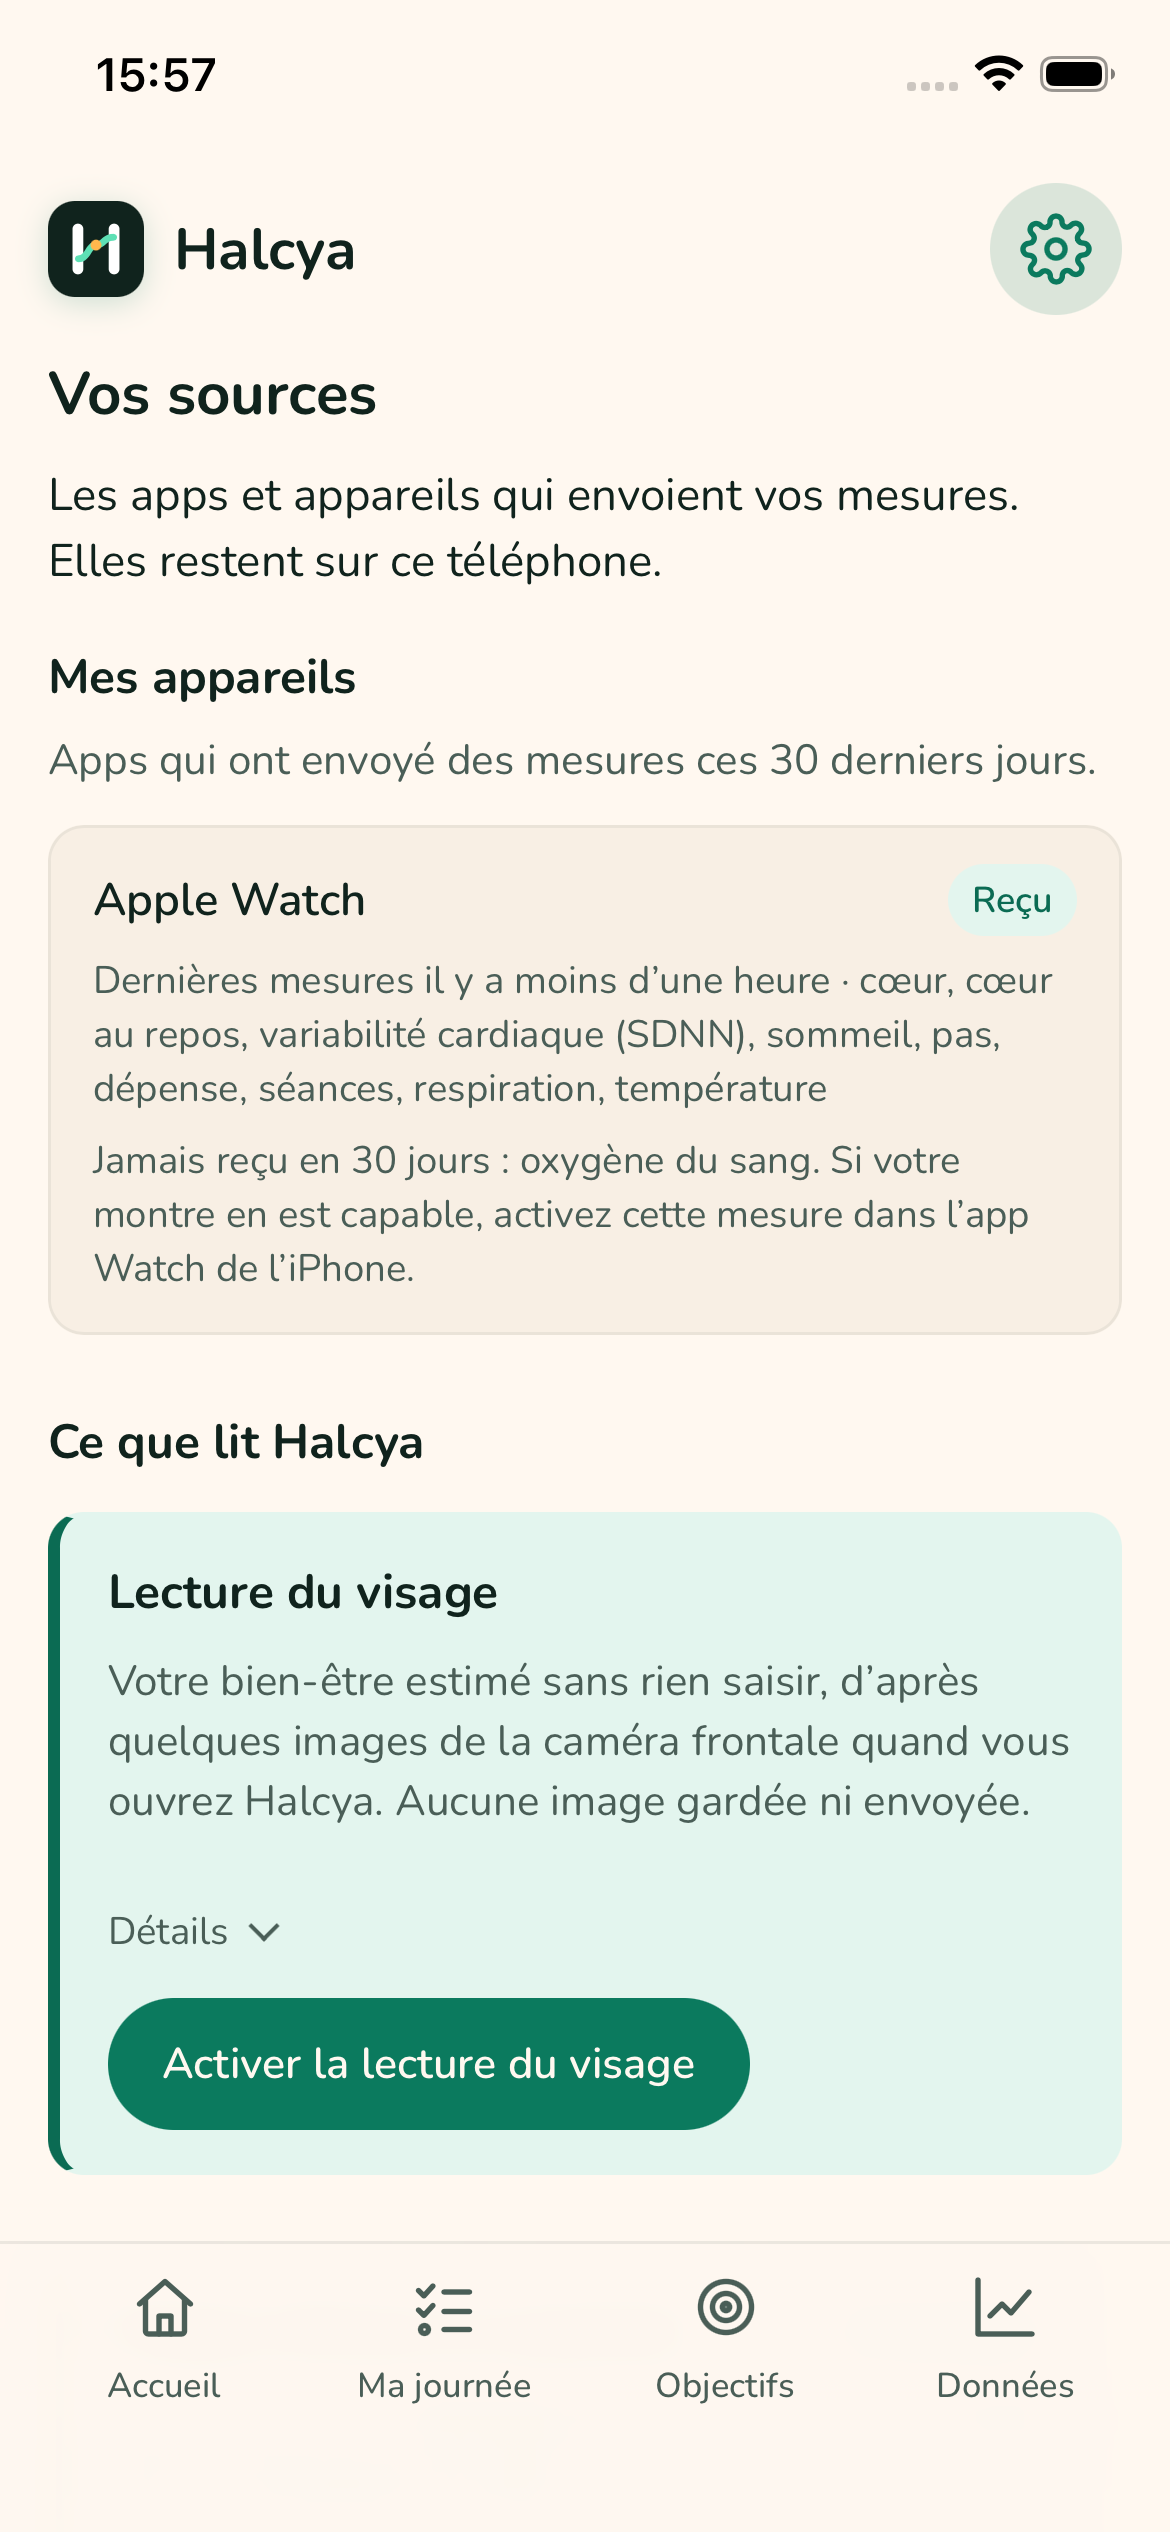 15:57
Halcya
Vos sources
Les apps et appareils qui envoient vos mesures.
Elles restent sur ce téléphone.
Mes appareils
Apps qui ont envoyé des mesures ces 30 derniers jours.
Apple Watch
Reçu
Dernières mesures il y a moins d’une heure · cœur, cœur
au repos, variabilité cardiaque (SDNN), sommeil, pas,
dépense, séances, respiration, température
Jamais reçu en 30 jours : oxygène du sang. Si votre
montre en est capable, activez cette mesure dans l’app
Watch de l’iPhone.
Ce que lit Halcya
Lecture du visage
Votre bien-être estimé sans rien saisir, d’après
quelques images de la caméra frontale quand vous
ouvrez Halcya. Aucune image gardée ni envoyée.
Détails
Activer la lecture du visage
Accueil
Ma journée
Objectifs
Données